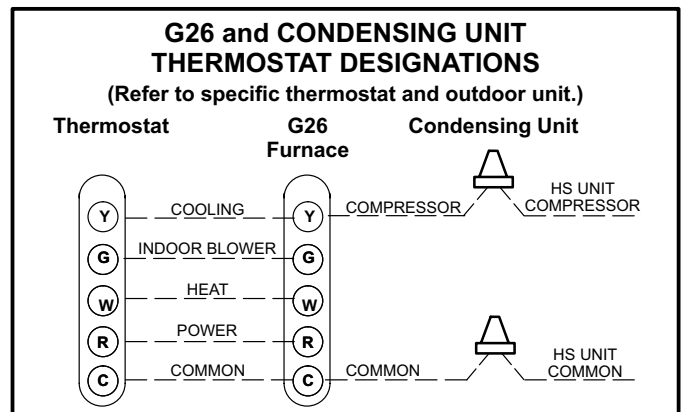 G26 and CONDENSING UNIT
THERMOSTAT DESIGNATIONS
(Refer to specific thermostat and outdoor unit.)
Thermostat G26 Condensing Unit
Furnace
HS UNIT
Y COOLING Y COMPRESSOR COMPRESSOR
G INDOOR BLOWER G
W HEAT W
R POWER R
HS UNIT
C COMMON C COMMON COMMON